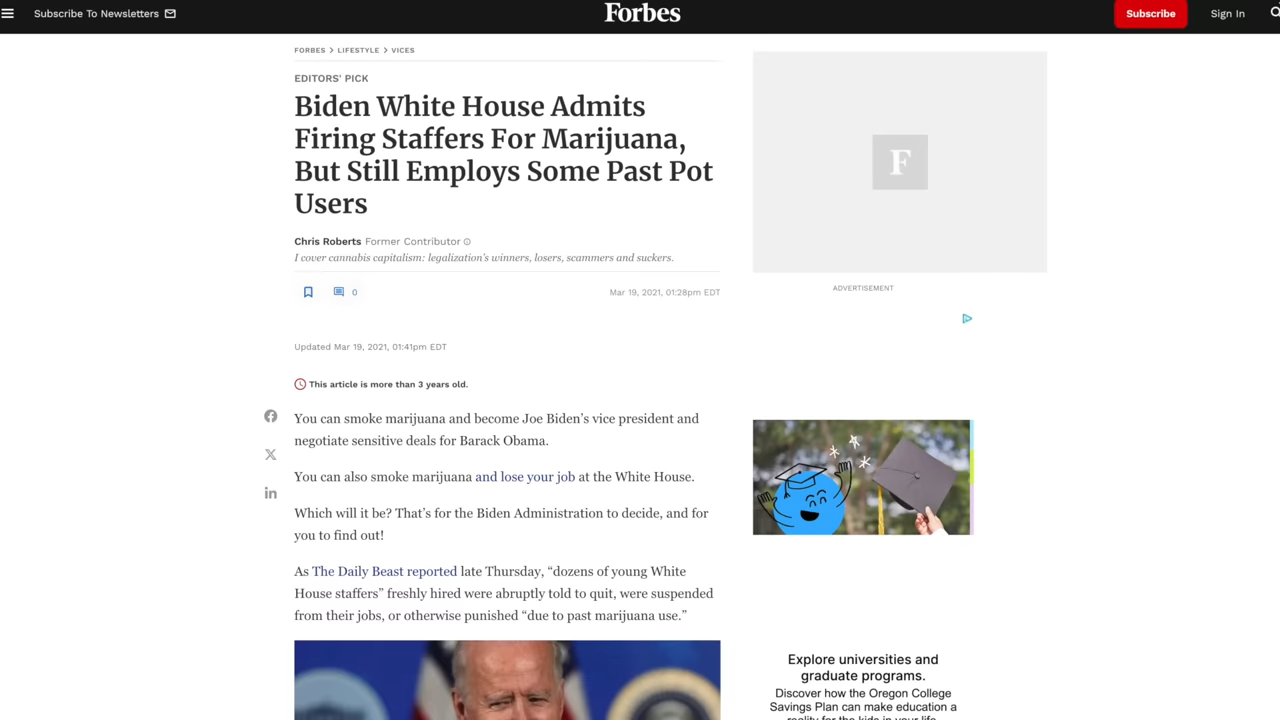 Subscribe To Newsletters
Forbes
Subscribe
Sign In
FORBES > LIFESTYLE > VICES
EDITORS' PICK
Biden White House Admits
Firing Staffers For Marijuana,
But Still Employs Some Past Pot
Users
Chris Roberts Former Contributor
I cover cannabis capitalism: legalization's winners, losers, scammers and suckers.
0
Mar 19, 2021, 01:28pm EDT
Updated Mar 19, 2021, 01:41pm EDT
This article is more than 3 years old.
You can smoke marijuana and become Joe Biden's vice president and
negotiate sensitive deals for Barack Obama.
You can also smoke marijuana and lose your job at the White House.
Which will it be? That's for the Biden Administration to decide, and for
you to find out!
As The Daily Beast reported late Thursday, “dozens of young White
House staffers” freshly hired were abruptly told to quit, were suspended
from their jobs, or otherwise punished “due to past marijuana use.”
F
ADVERTISEMENT
Explore universities and
graduate programs.
Discover how the Oregon College
Savings Plan can make education a
reality for the kids in your life